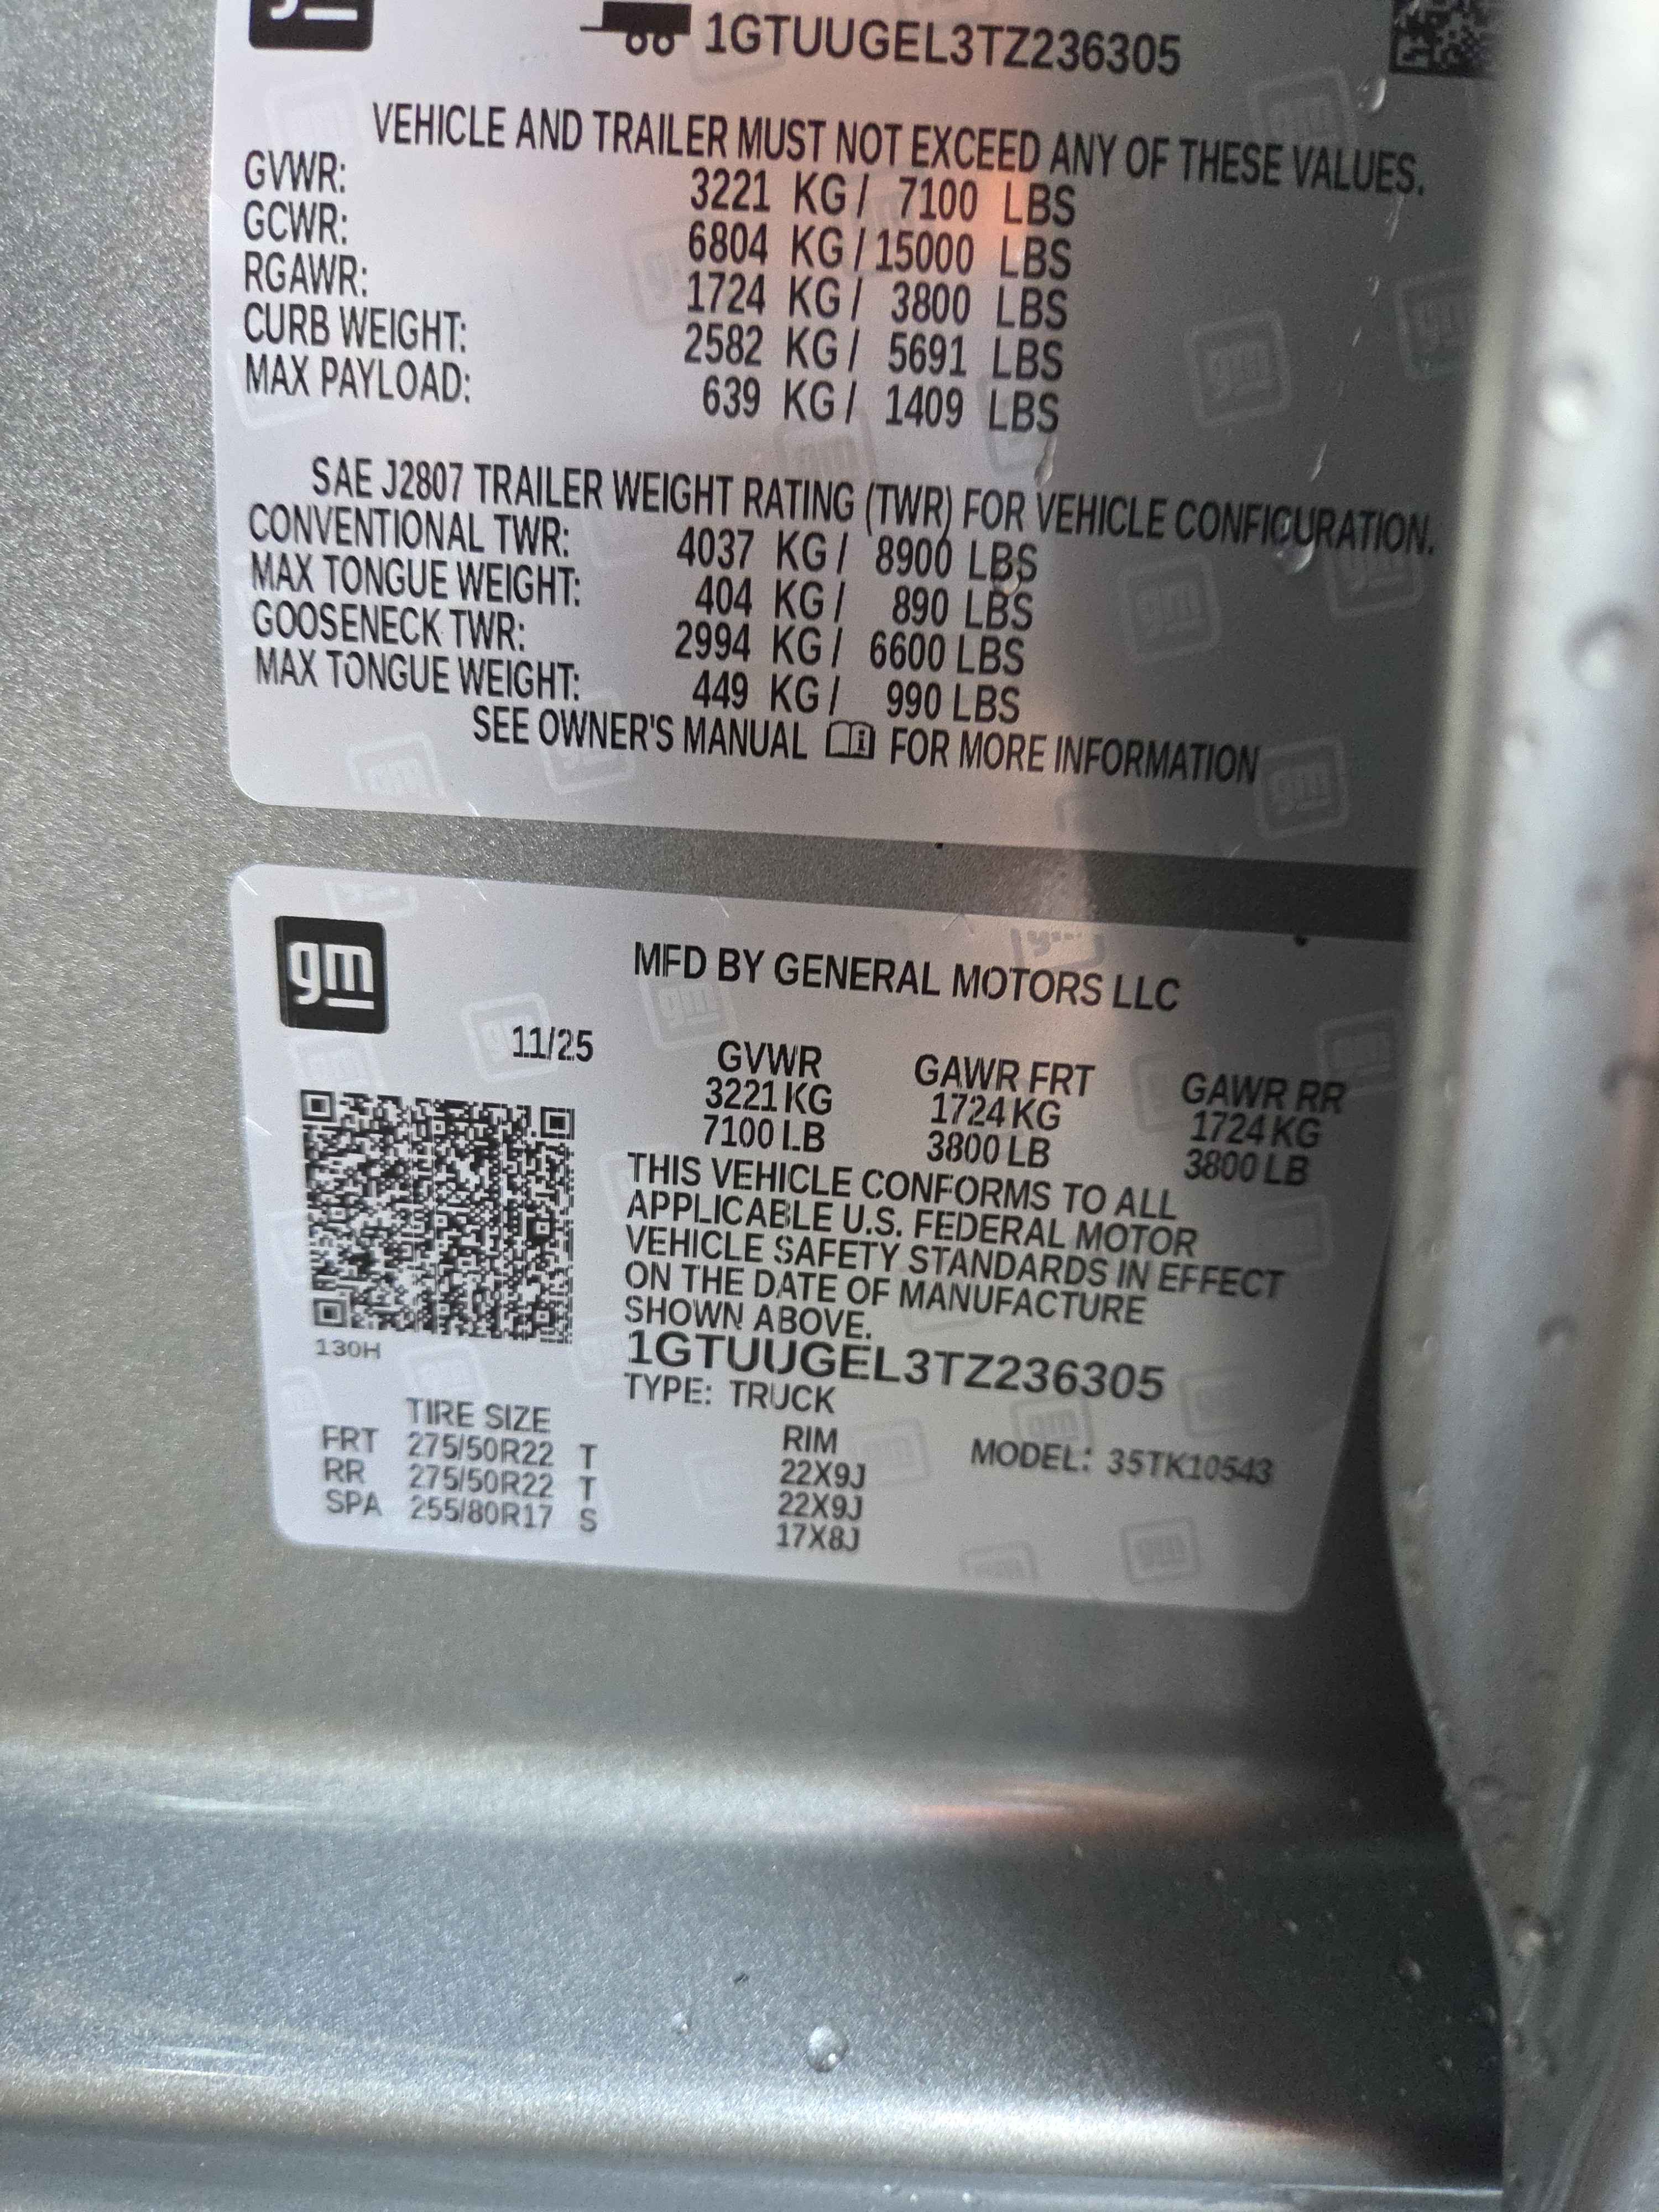 gm
1GTUUGEL3TZ236305
VEHICLE AND TRAILER MUST NOT EXCEED ANY OF THESE VALUES.
GVWR: 3221 KG / 7100 LBS
GCWR: 6804 KG / 15000 LBS
RGAWR: 1724 KG / 3800 LBS
CURB WEIGHT: 2582 KG / 5691 LBS
MAX PAYLOAD: 639 KG / 1409 LBS
SAE J2807 TRAILER WEIGHT RATING (TWR) FOR VEHICLE CONFIGURATION.
CONVENTIONAL TWR: 4037 KG / 8900 LBS
MAX TONGUE WEIGHT: 404 KG / 890 LBS
GOOSENECK TWR: 2994 KG / 6600 LBS
MAX TONGUE WEIGHT: 449 KG / 990 LBS
SEE OWNER'S MANUAL FOR MORE INFORMATION
gm
MFD BY GENERAL MOTORS LLC
11/25
GVWR GAWR FRT GAWR RR
3221 KG 1724 KG 1724 KG
7100 LB 3800 LB 3800 LB
THIS VEHICLE CONFORMS TO ALL
APPLICABLE U.S. FEDERAL MOTOR
VEHICLE SAFETY STANDARDS IN EFFECT
ON THE DATE OF MANUFACTURE
SHOWN ABOVE.
1GTUUGEL3TZ236305
130H
TYPE: TRUCK
TIRE SIZE RIM MODEL: 35TK10543
FRT 275/50R22 T 22X9J
RR 275/50R22 T 22X9J
SPA 255/80R17 S 17X8J